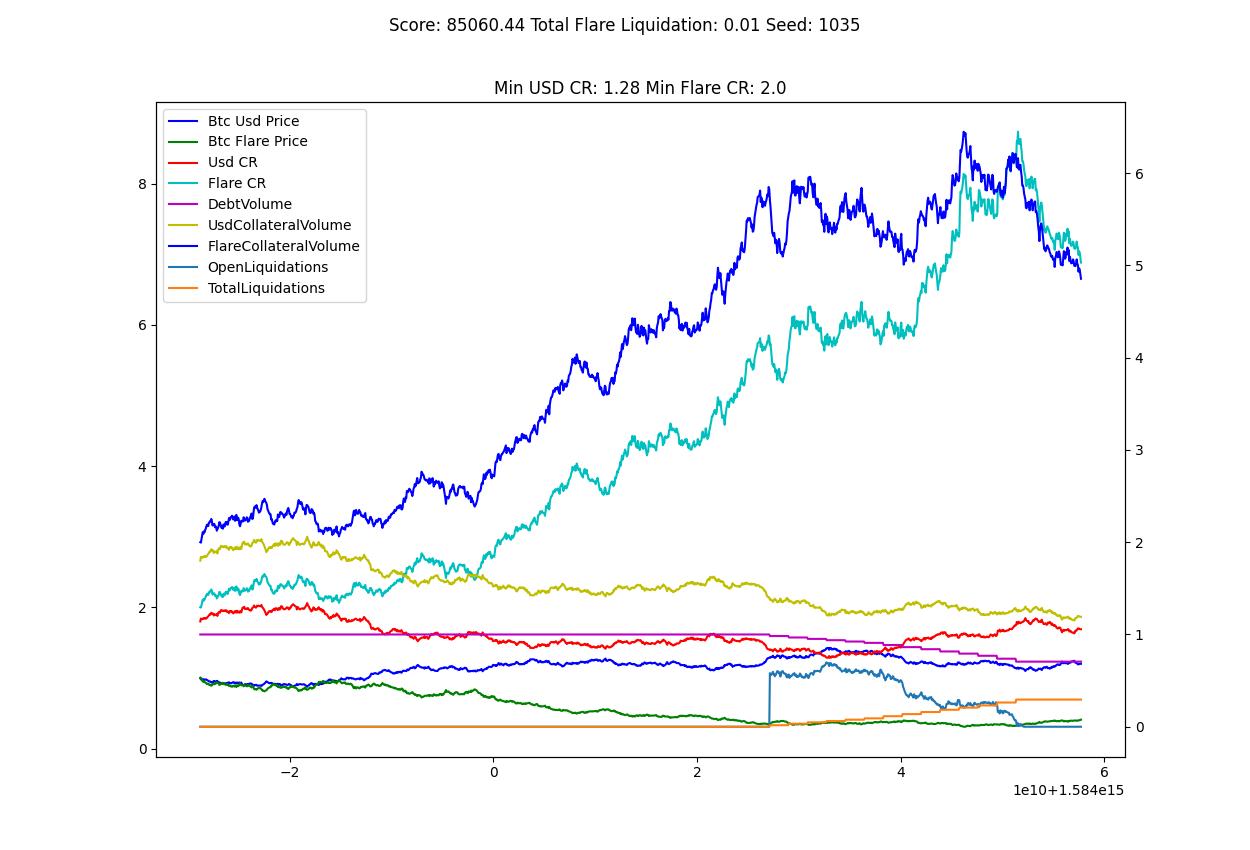 Score: 85060.44 Total Flare Liquidation: 0.01 Seed: 1035
Min USD CR: 1.28 Min Flare CR: 2.0
Btc Usd Price
Btc Flare Price
Usd CR
Flare CR
DebtVolume
UsdCollateralVolume
FlareCollateralVolume
OpenLiquidations
TotalLiquidations
8
6
4
2
0
6
5
4
3
2
1
0
−2
0
2
4
6
1e10+1.584e15